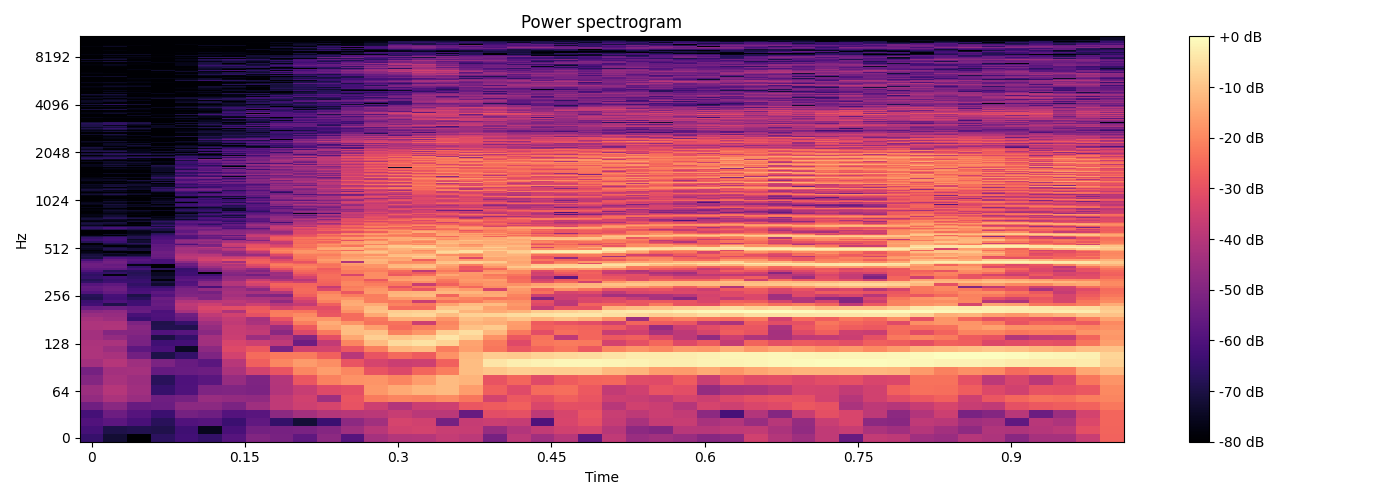 Power spectrogram
8192
4096
2048
1024
512
256
128
64
0
Hz
0 0.15 0.3 0.45 0.6 0.75 0.9
Time
+0 dB
-10 dB
-20 dB
-30 dB
-40 dB
-50 dB
-60 dB
-70 dB
-80 dB